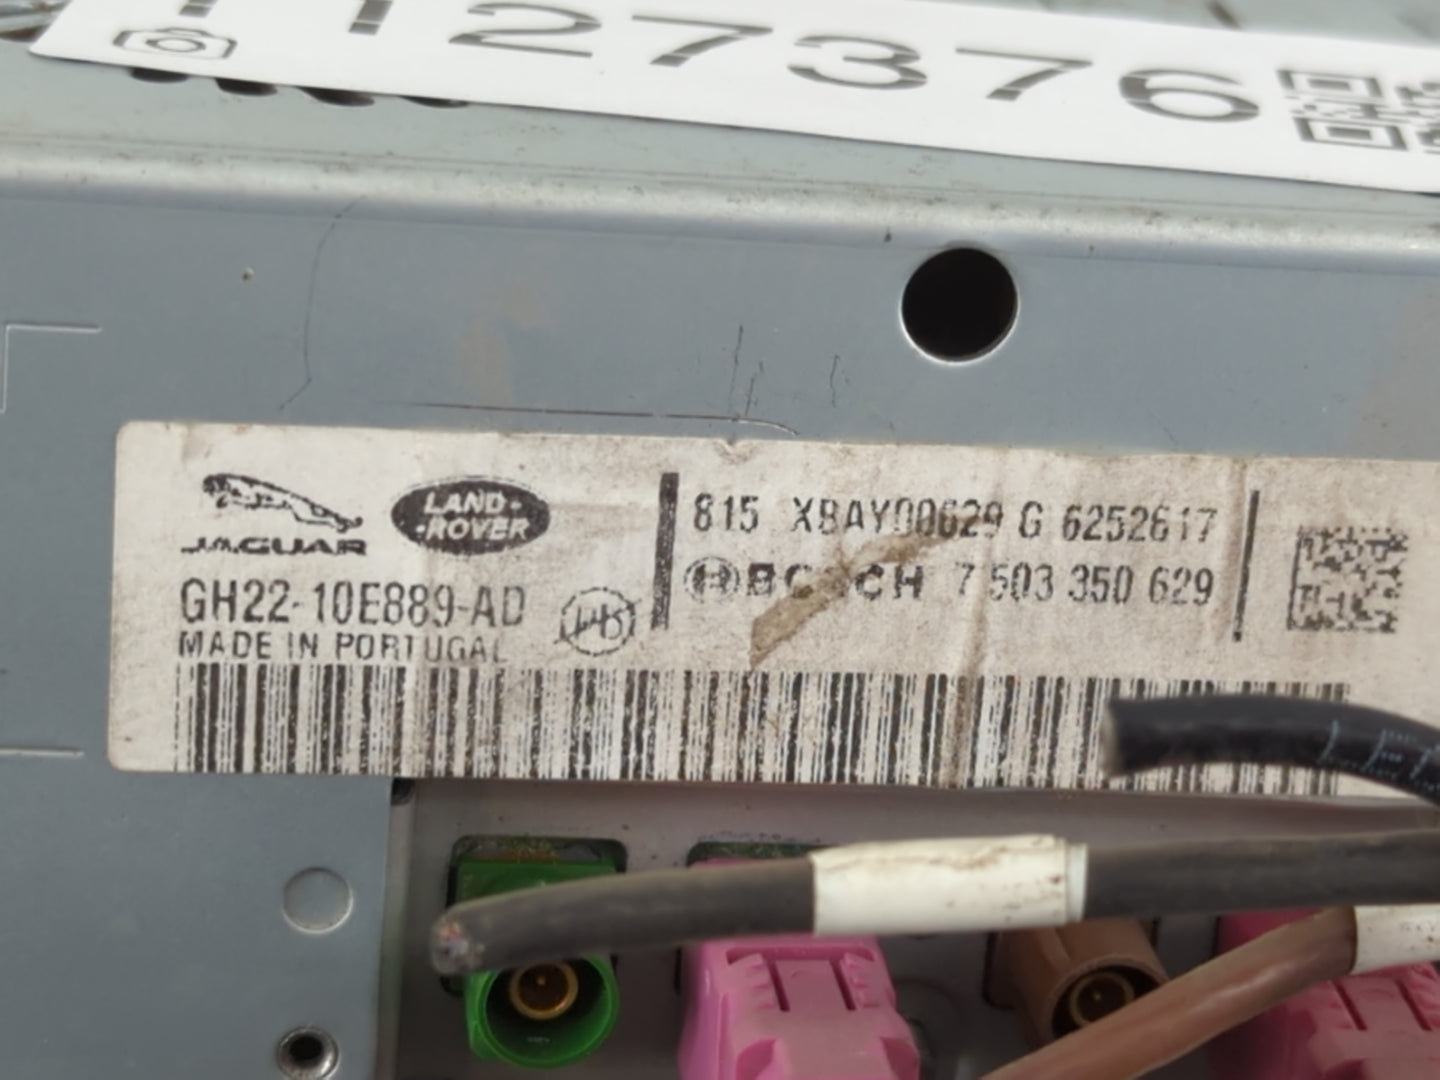 127376
JAGUAR
LAND-
-ROVER
GH22-10E889-AD
MADE IN PORTUGAL
815 XBAY00629 G 6252617
BOSCH 7 503 350 629